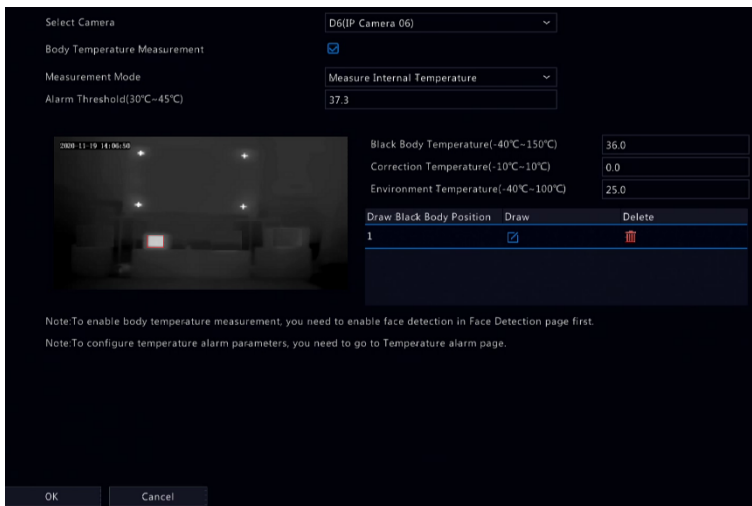 Select Camera D6(IP Camera 06)
Body Temperature Measurement
Measurement Mode Measure Internal Temperature
Alarm Threshold(30℃~45℃) 37.3
2020-11-19 14:06:50
Black Body Temperature(-40℃~150℃) 36.0
Correction Temperature(-10℃~10℃) 0.0
Environment Temperature(-40℃~100℃) 25.0
Draw Black Body Position Draw Delete
1
Note:To enable body temperature measurement, you need to enable face detection in Face Detection page first.
Note:To configure temperature alarm parameters, you need to go to Temperature alarm page.
OK Cancel